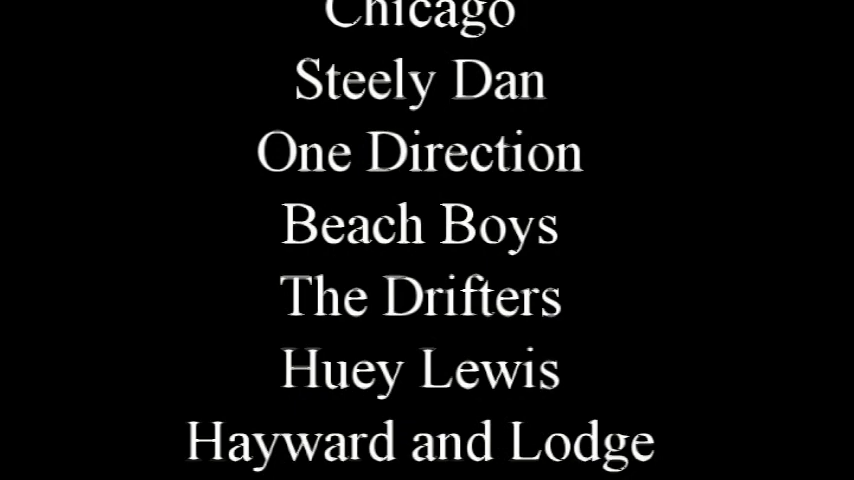 Chicago
Steely Dan
One Direction
Beach Boys
The Drifters
Huey Lewis
Hayward and Lodge